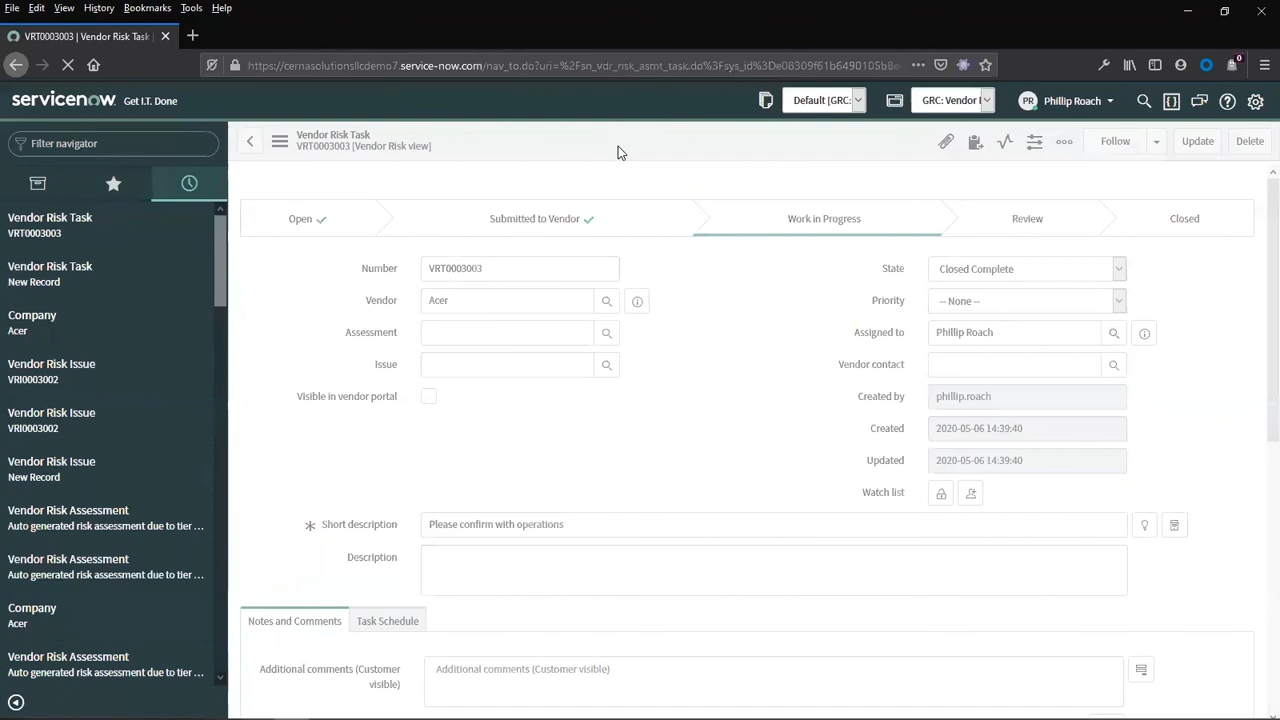 File Edit View History Bookmarks Tools Help
VRT0003003 | Vendor Risk Task
https://cernasolutionsllcdemo7.service-now.com/nav_to.do?uri=%2Fsn_vdr_risk_asmt_task.do%3Fsys_id%3De08309f61b649010
servicenow Get I.T. Done
Default [GRC: GRC: Vendor PR Phillip Roach
Filter navigator
Vendor Risk Task
VRT0003003 [Vendor Risk view]
Follow Update Delete
Vendor Risk Task
VRT0003003
Vendor Risk Task
New Record
Company
Acer
Vendor Risk Issue
VRI0003002
Vendor Risk Issue
VRI0003002
Vendor Risk Issue
New Record
Vendor Risk Assessment
Auto generated risk assessment due to tier ...
Vendor Risk Assessment
Auto generated risk assessment due to tier ...
Company
Acer
Vendor Risk Assessment
Auto generated risk assessment due to tier ...
Open Submitted to Vendor Work in Progress Review Closed
Number VRT0003003
State Closed Complete
Vendor Acer
Priority -- None --
Assessment
Assigned to Phillip Roach
Issue
Vendor contact
Visible in vendor portal
Created by phillip.roach
Created 2020-05-06 14:39:40
Updated 2020-05-06 14:39:40
Watch list
Short description Please confirm with operations
Description
Notes and Comments Task Schedule
Additional comments (Customer
visible)
Additional comments (Customer visible)